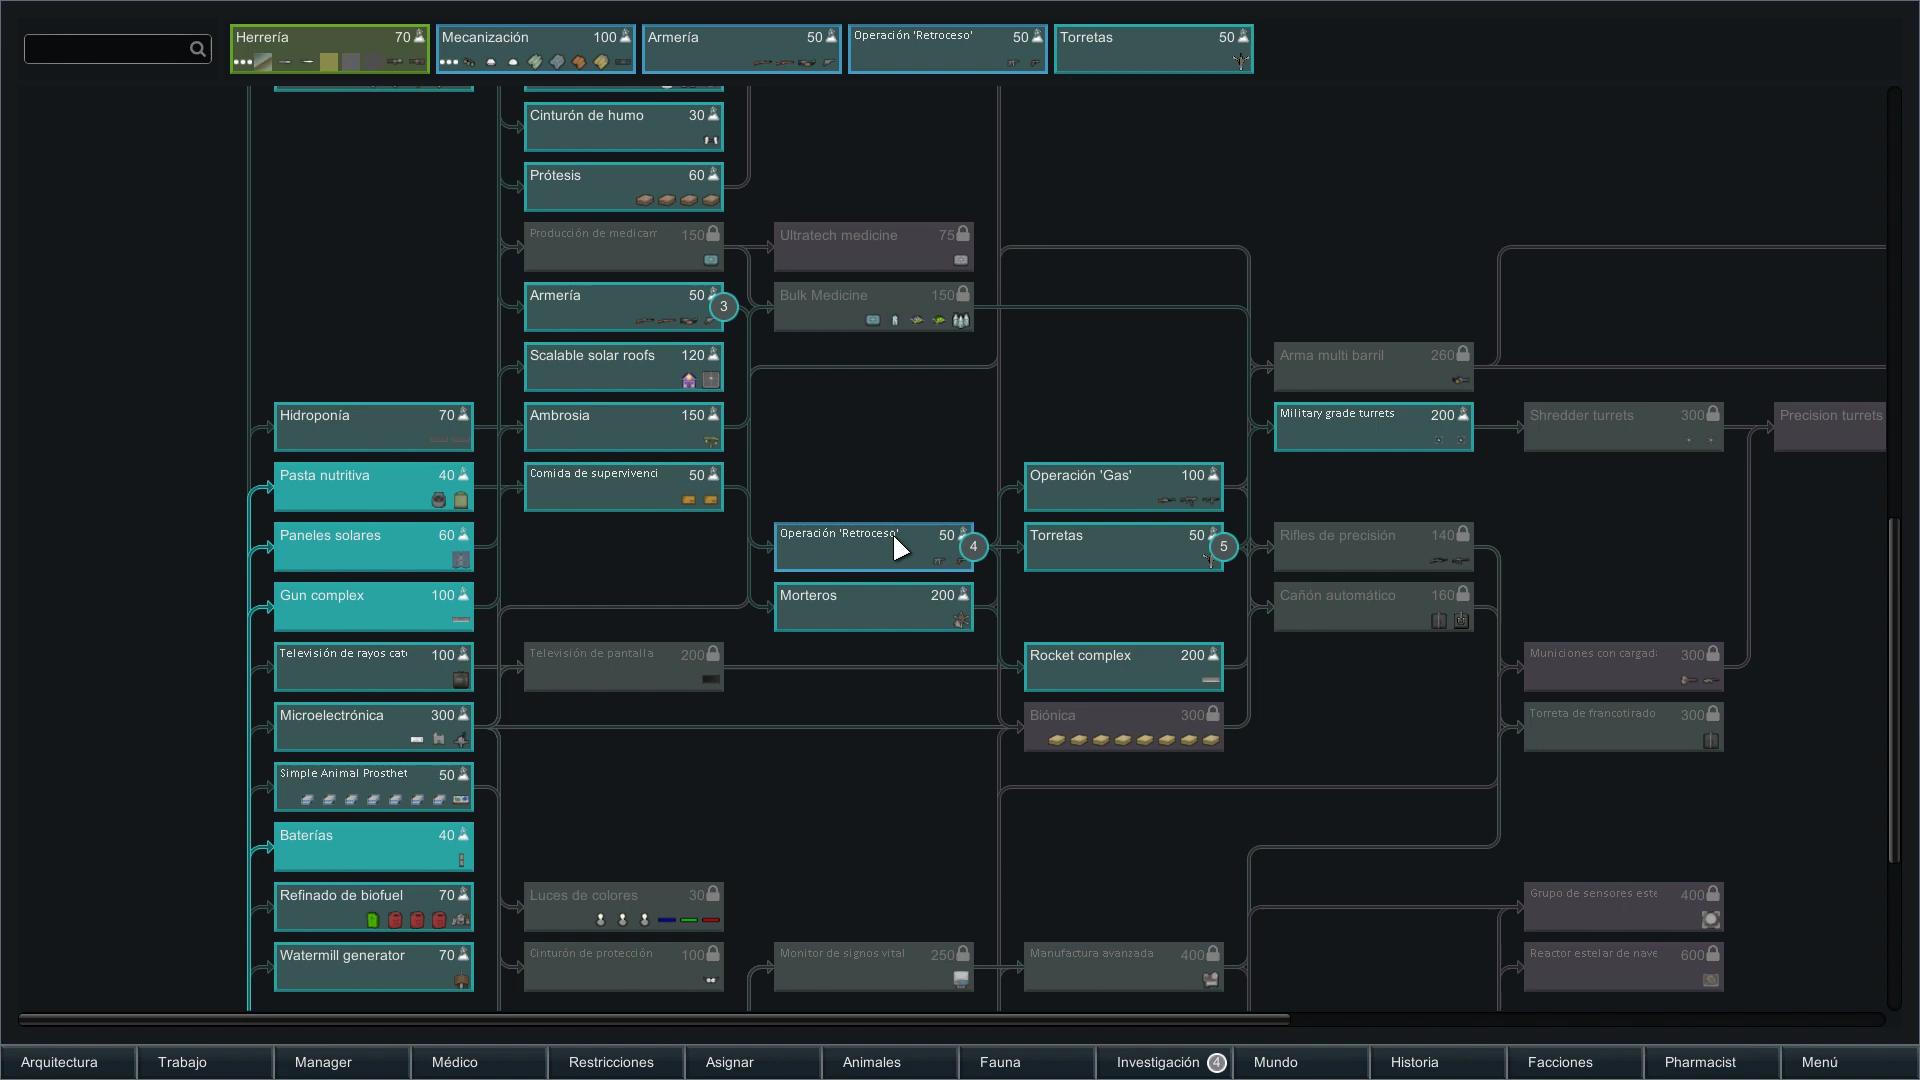 Herrería 70
Mecanización 100
Armería 50
Operación 'Retroceso' 50
Torretas 50
Cinturón de humo 30
Prótesis 60
Producción de medicam 150
Ultratech medicine 75
Armería 50
3
Bulk Medicine 150
Scalable solar roofs 120
Arma multi barril 260
Hidroponía 70
Ambrosia 150
Military grade turrets 200
Shredder turrets 300
Precision turrets
Pasta nutritiva 40
Comida de supervivenci 50
Operación 'Gas' 100
Paneles solares 60
Operación 'Retroceso' 50
4
Torretas 50
5
Rifles de precisión 140
Gun complex 100
Morteros 200
Cañón automático 160
Televisión de rayos cat 100
Televisión de pantalla 200
Rocket complex 200
Municiones con cargad 300
Microelectrónica 300
Biónica 300
Torreta de francotirado 300
Simple Animal Prosthet 50
Baterías 40
Refinado de biofuel 70
Luces de colores 30
Grupo de sensores este 400
Watermill generator 70
Cinturón de protección 100
Monitor de signos vital 250
Manufactura avanzada 400
Reactor estelar de nave 600
Arquitectura
Trabajo
Manager
Médico
Restricciones
Asignar
Animales
Fauna
Investigación 4
Mundo
Historia
Facciones
Pharmacist
Menú